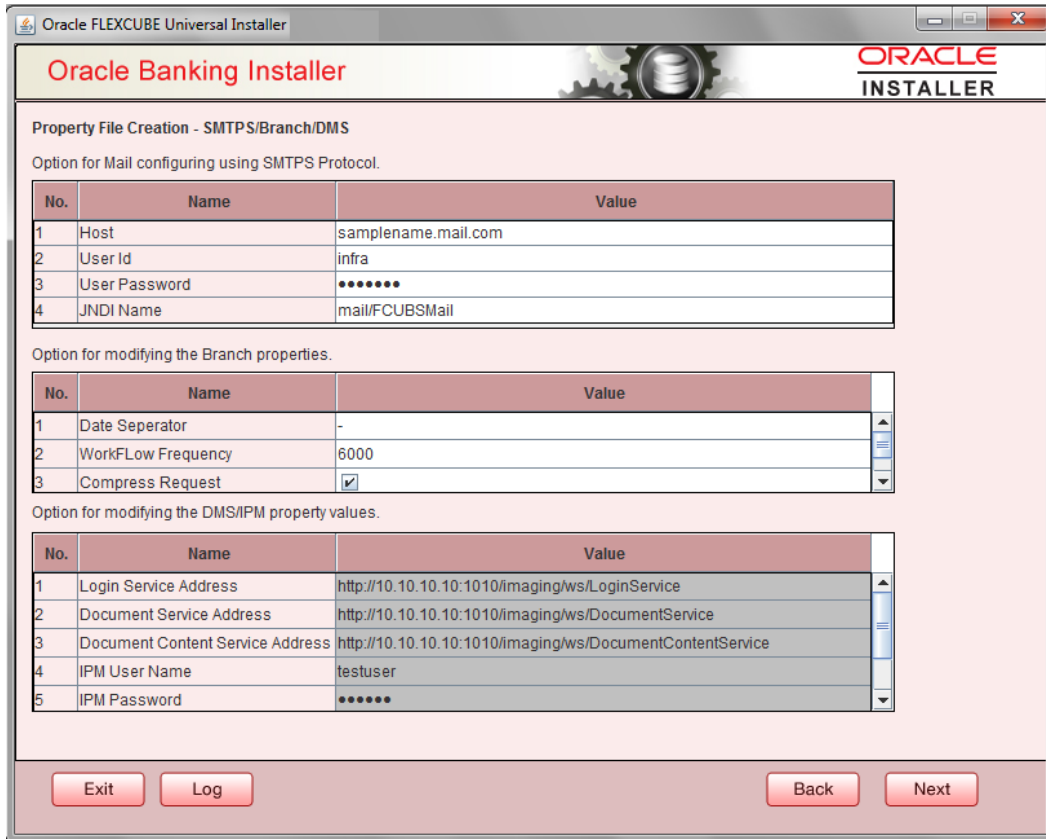 Oracle FLEXCUBE Universal Installer
Oracle Banking Installer
ORACLE
INSTALLER
Property File Creation - SMTPS/Branch/DMS
Option for Mail configuring using SMTPS Protocol.
No. Name Value
1 Host samplename.mail.com
2 User Id infra
3 User Password •••••••
4 JNDI Name mail/FCUBSMail
Option for modifying the Branch properties.
No. Name Value
1 Date Seperator -
2 WorkFLow Frequency 6000
3 Compress Request
Option for modifying the DMS/IPM property values.
No. Name Value
1 Login Service Address http://10.10.10.10:1010/imaging/ws/LoginService
2 Document Service Address http://10.10.10.10:1010/imaging/ws/DocumentService
3 Document Content Service Address http://10.10.10.10:1010/imaging/ws/DocumentContentService
4 IPM User Name testuser
5 IPM Password ••••••
Exit Log Back Next